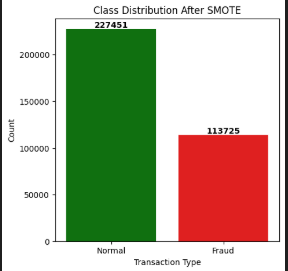 Class Distribution After SMOTE
227451
113725
200000
150000
100000
50000
0
Count
Normal
Fraud
Transaction Type